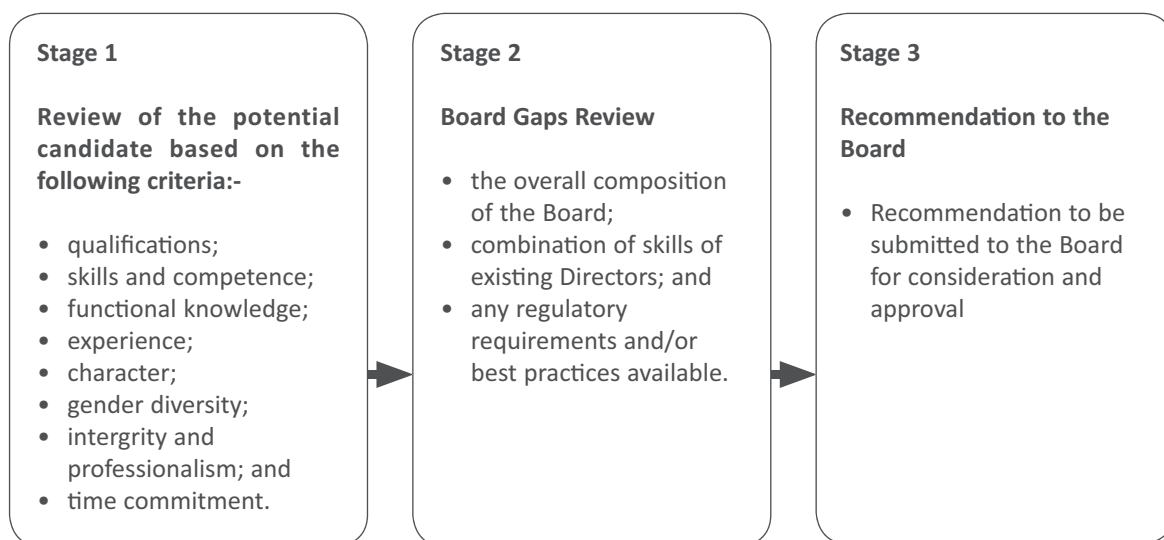 Stage 1
Review of the potential
candidate based on the
following criteria:-
• qualifications;
• skills and competence;
• functional knowledge;
• experience;
• character;
• gender diversity;
• intergrity and
professionalism; and
• time commitment.
Stage 2
Board Gaps Review
• the overall composition
of the Board;
• combination of skills of
existing Directors; and
• any regulatory
requirements and/or
best practices available.
Stage 3
Recommendation to the
Board
• Recommendation to be
submitted to the Board
for consideration and
approval